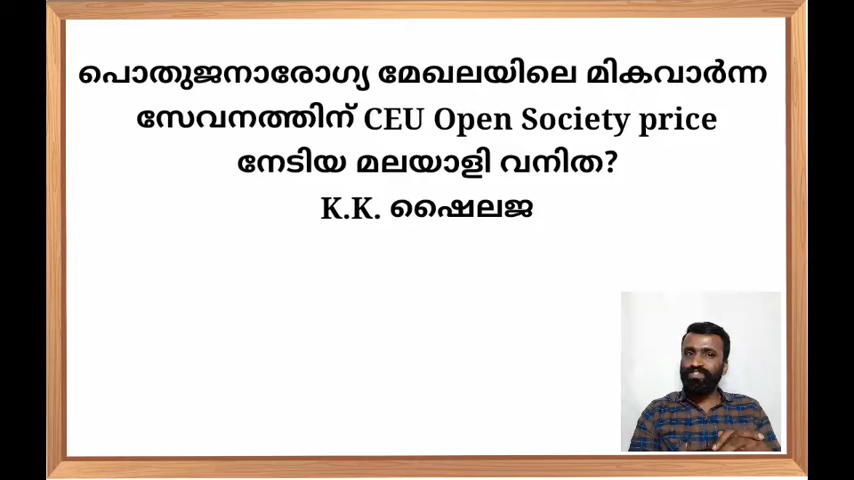 പൊതുജനാരോഗ്യ മേഖലയിലെ മികവാർന്ന
സേവനത്തിന് CEU Open Society price
നേടിയ മലയാളി വനിത?
K.K. ഷൈലജ